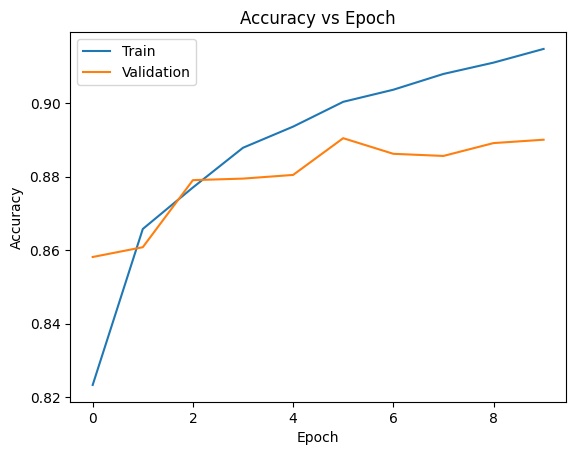 Accuracy vs Epoch
Train
Validation
0.90
0.88
0.86
0.84
0.82
Accuracy
0
2
4
6
8
Epoch